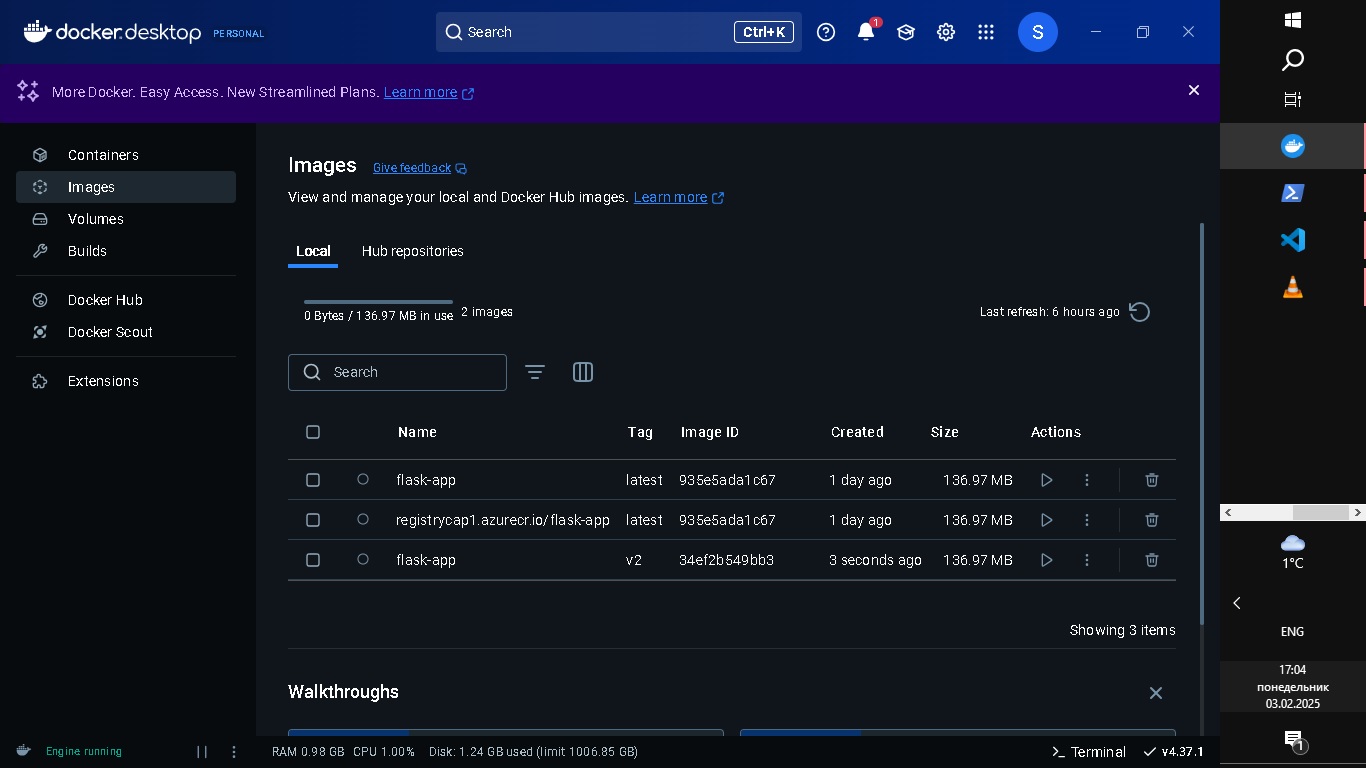 docker desktop PERSONAL
Search Ctrl+K
1
S
More Docker. Easy Access. New Streamlined Plans. Learn more
Containers
Images
Volumes
Builds
Docker Hub
Docker Scout
Extensions
Images Give feedback
View and manage your local and Docker Hub images. Learn more
Local Hub repositories
0 Bytes / 136.97 MB in use 2 images
Last refresh: 6 hours ago
Search
Name Tag Image ID Created Size Actions
flask-app latest 935e5ada1c67 1 day ago 136.97 MB
registrycap1.azurecr.io/flask-app latest 935e5ada1c67 1 day ago 136.97 MB
flask-app v2 34ef2b549bb3 3 seconds ago 136.97 MB
Showing 3 items
Walkthroughs
Engine running
RAM 0.98 GB CPU 1.00% Disk: 1.24 GB used (limit 1006.85 GB)
Terminal v4.37.1
1°C
ENG
17:04
понедельник
03.02.2025
1